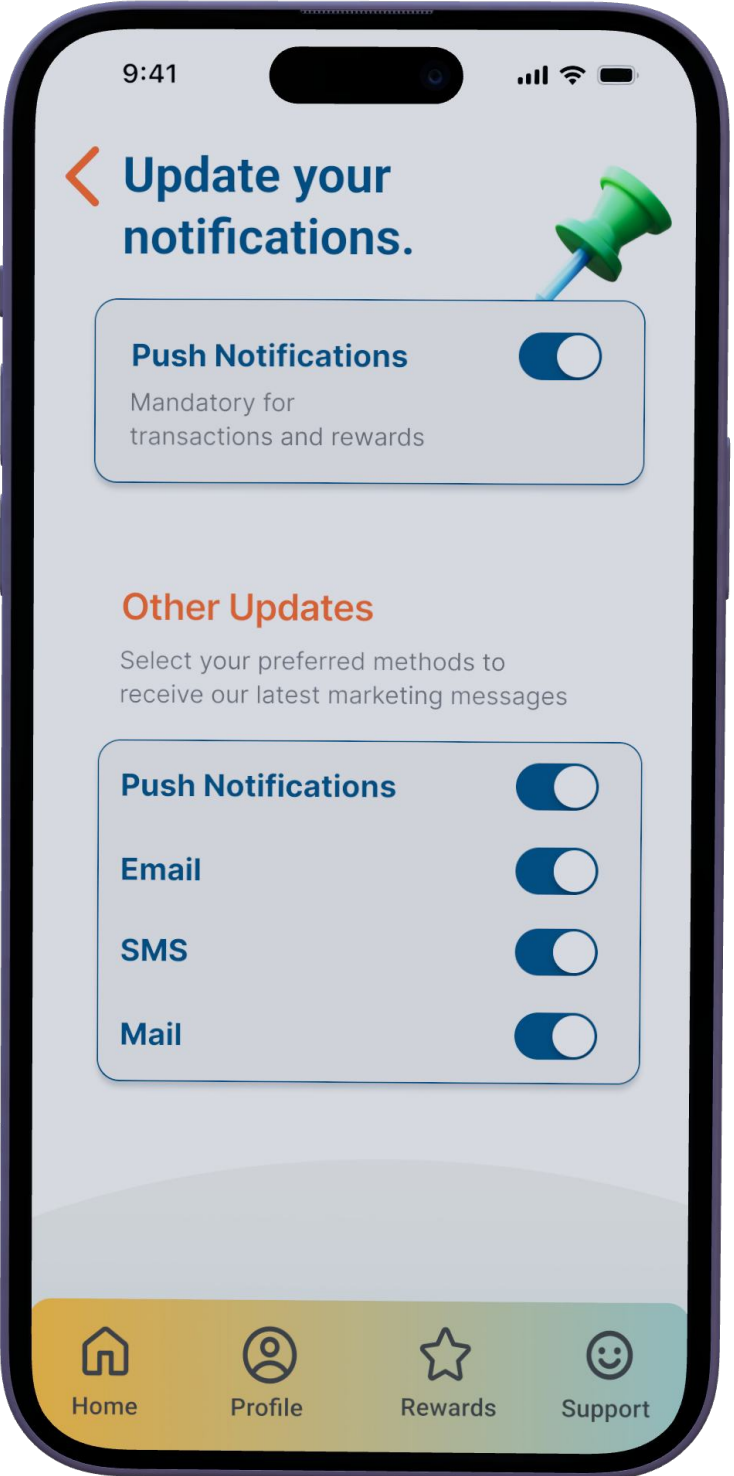 9:41
Update your
notifications.
Push Notifications
Mandatory for
transactions and rewards
Other Updates
Select your preferred methods to
receive our latest marketing messages
Push Notifications
Email
SMS
Mail
Home
Profile
Rewards
Support